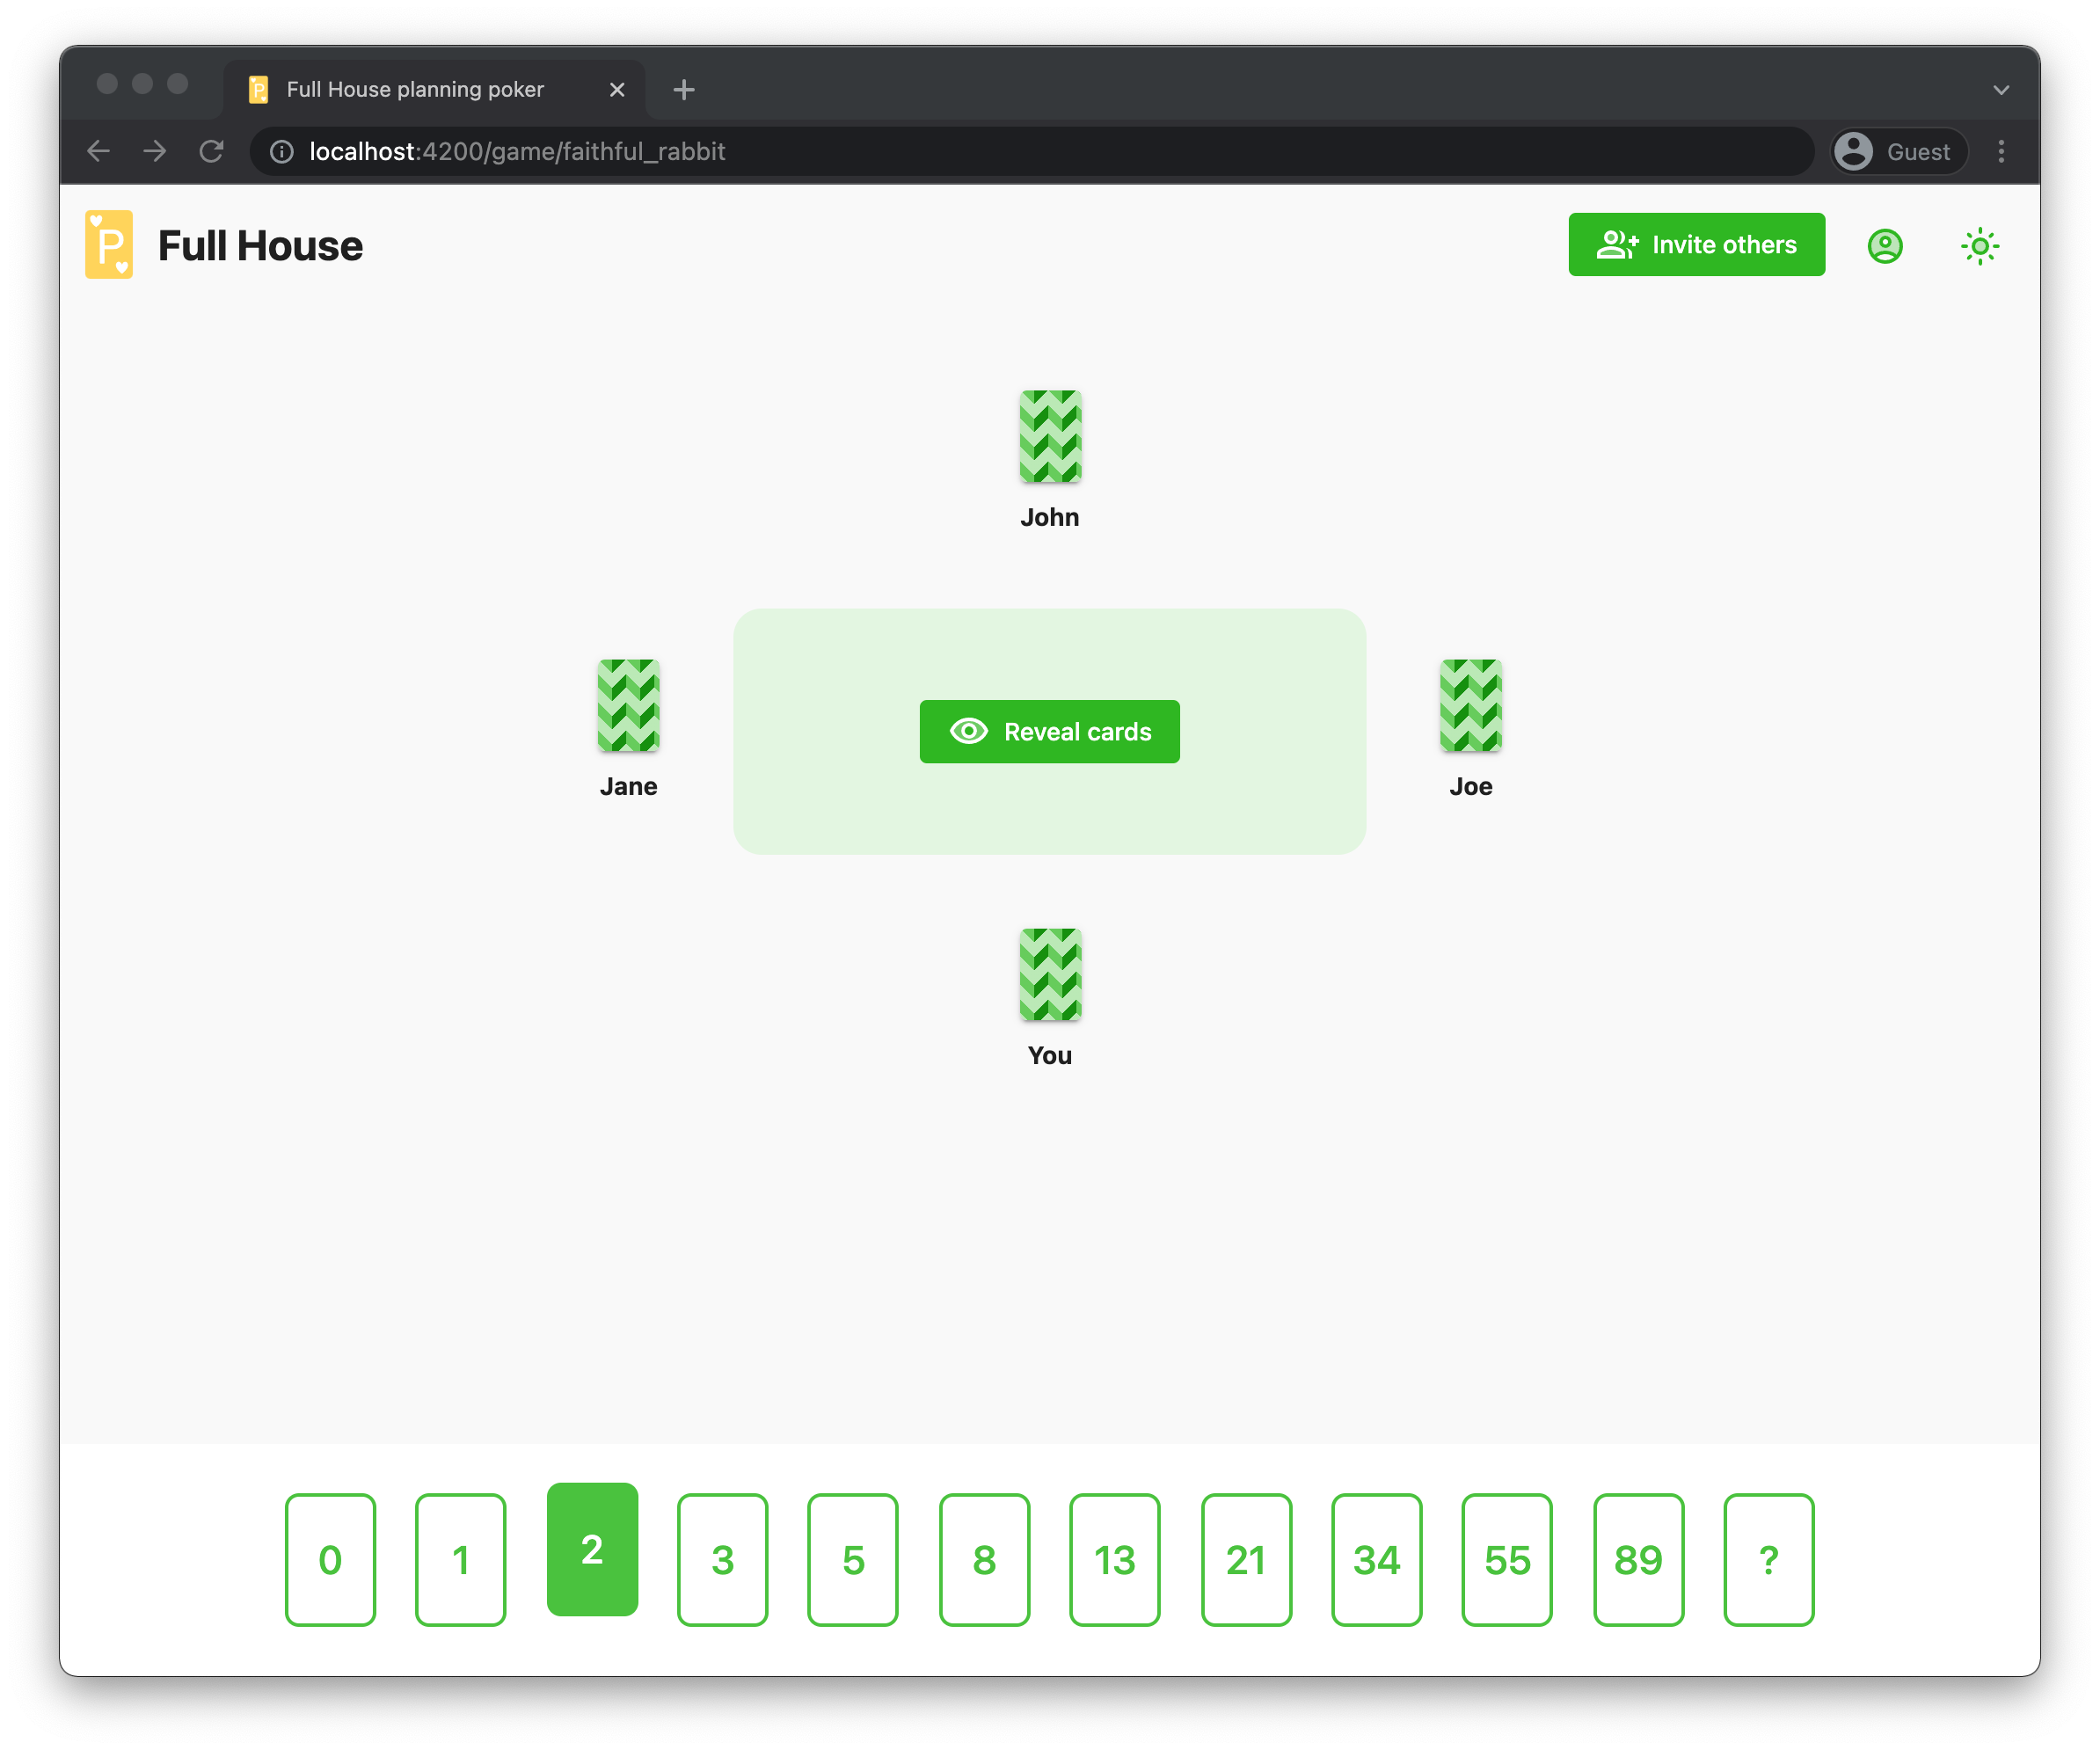 Full House planning poker
localhost:4200/game/faithful_rabbit
Guest
P
Full House
Invite others
John
Jane
Reveal cards
Joe
You
0 1 2 3 5 8 13 21 34 55 89 ?